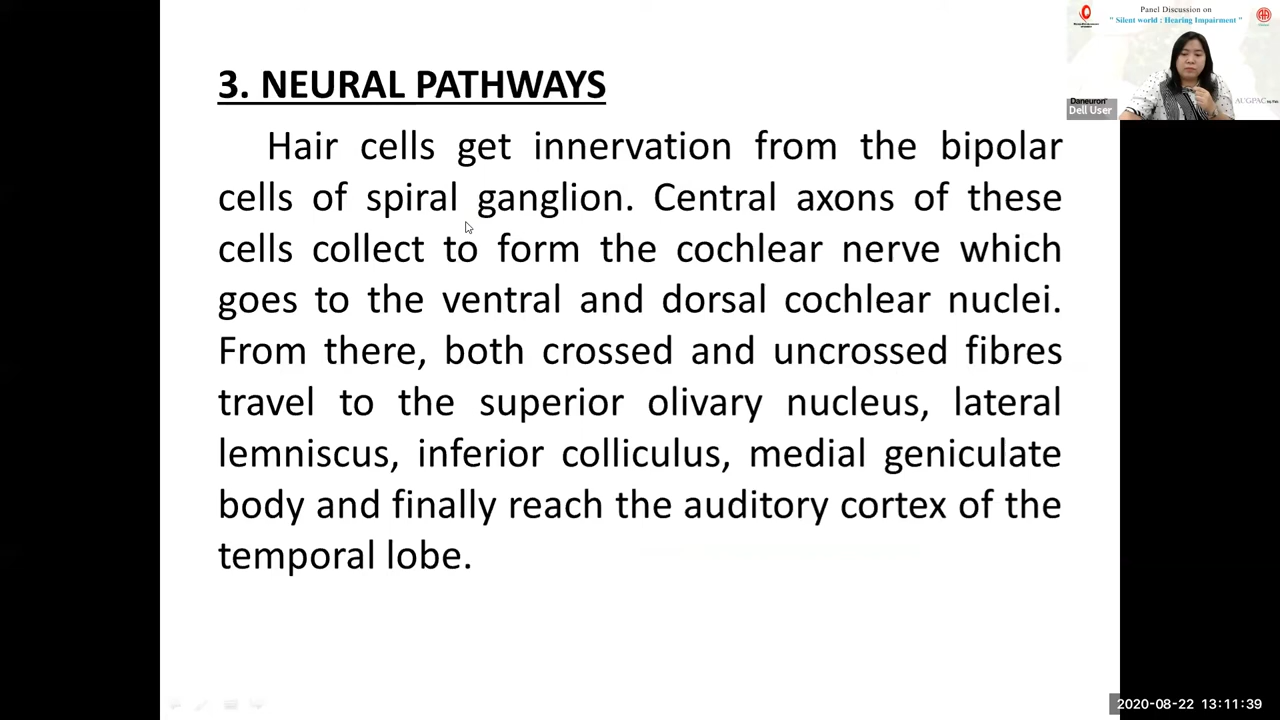 Panel Discussion on
" Silent world : Hearing Impairment "
Daneuron
AUGPAC
Dell User
3. NEURAL PATHWAYS
Hair cells get innervation from the bipolar
cells of spiral ganglion. Central axons of these
cells collect to form the cochlear nerve which
goes to the ventral and dorsal cochlear nuclei.
From there, both crossed and uncrossed fibres
travel to the superior olivary nucleus, lateral
lemniscus, inferior colliculus, medial geniculate
body and finally reach the auditory cortex of the
temporal lobe.
2020-08-22 13:11:39